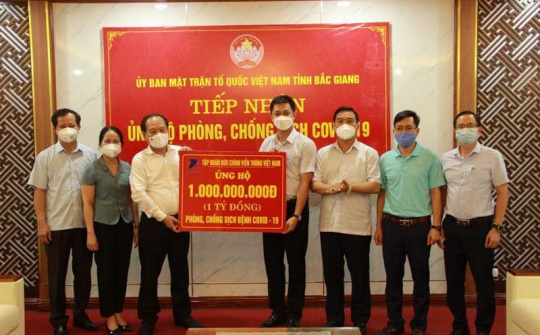 ỦY BAN MẶT TRẬN TỔ QUỐC VIỆT NAM TỈNH BẮC GIANG
TIẾP NHẬN
ỦNG HỘ PHÒNG, CHỐNG DỊCH COVID-19
TẬP ĐOÀN BƯU CHÍNH VIỄN THÔNG VIỆT NAM
ỦNG HỘ
1.000.000.000Đ
(1 TỶ ĐỒNG)
PHÒNG, CHỐNG DỊCH BỆNH COVID - 19